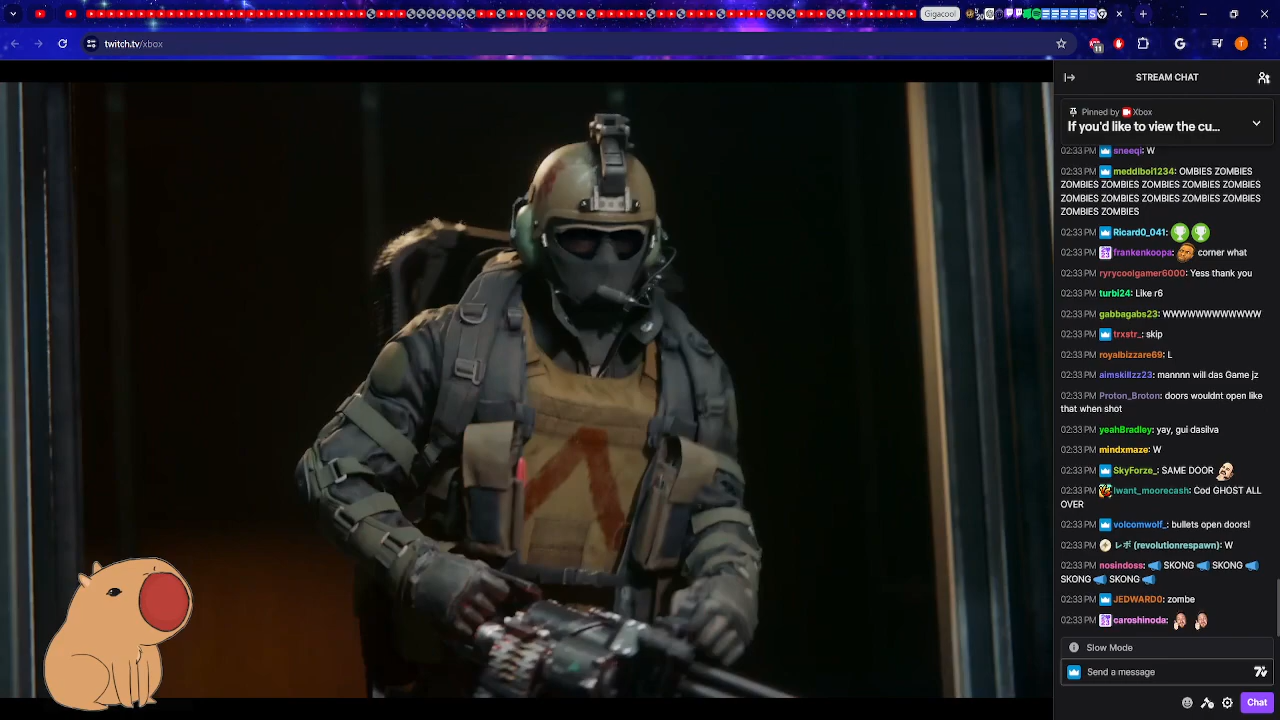 Gigacool
20
twitch.tv/xbox
11
G
T
STREAM CHAT
Pinned by Xbox
If you'd like to view the cu...
02:33 PM sneeqi: W
02:33 PM meddlboi1234: OMBIES ZOMBIES
ZOMBIES ZOMBIES ZOMBIES ZOMBIES
ZOMBIES ZOMBIES ZOMBIES ZOMBIES
ZOMBIES ZOMBIES
02:33 PM Ricard0_041:
02:33 PM frankenkoopa: corner what
02:33 PM ryrycoolgamer6000: Yess thank you
02:33 PM turbi24: Like r6
02:33 PM gabbagabs23: WWWWWWWWWWWW
02:33 PM trxstr_: skip
02:33 PM royalbizzare69: L
02:33 PM aimskillzz23: mannnn will das Game jz
02:33 PM Proton_Broton: doors wouldnt open like
that when shot
02:33 PM yeahBradley: yay, gui dasilva
02:33 PM mindxmaze: W
02:33 PM SkyForze_: SAME DOOR
02:33 PM Iwant_moorecash: Cod GHOST ALL
OVER
02:33 PM volcomwolf_: bullets open doors!
02:33 PM レボ (revolutionrespawn): W
02:33 PM nosindoss: SKONG SKONG
SKONG SKONG
02:33 PM JEDWARD0: zombe
02:33 PM caroshinoda:
Slow Mode
Send a message
Chat